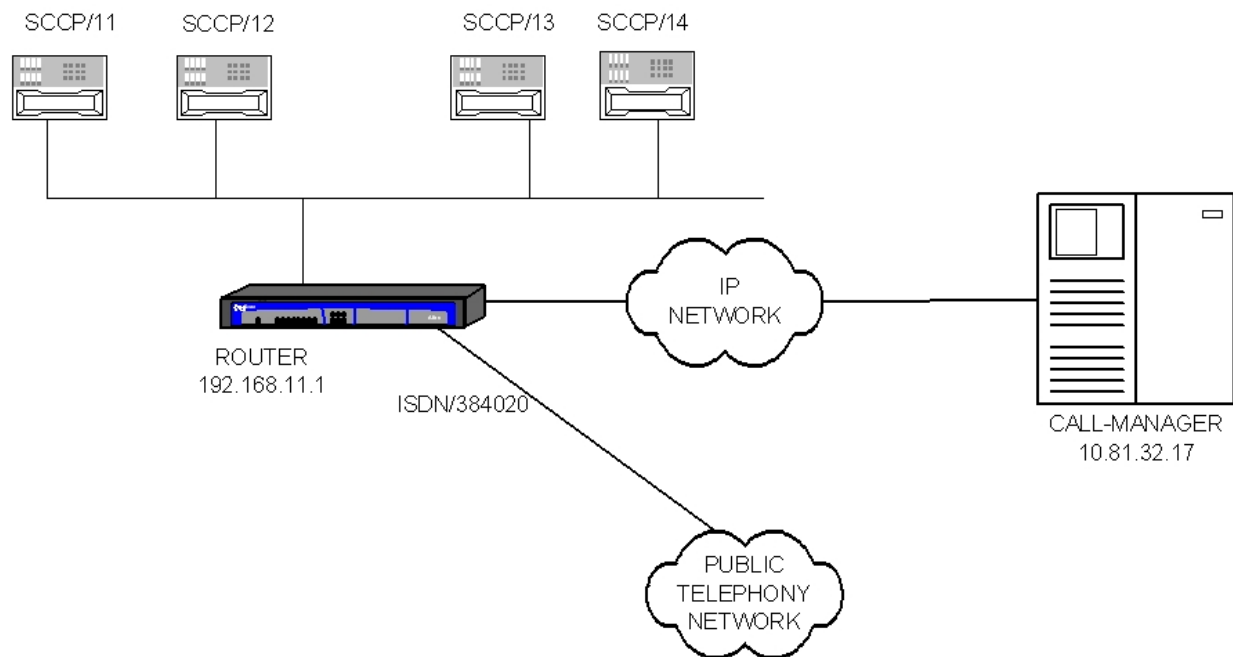 SCCP/11
SCCP/12
SCCP/13
SCCP/14
IP
NETWORK
ROUTER
192.168.11.1
ISDN/384020
CALL-MANAGER
10.81.32.17
PUBLIC
TELEPHONY
NETWORK